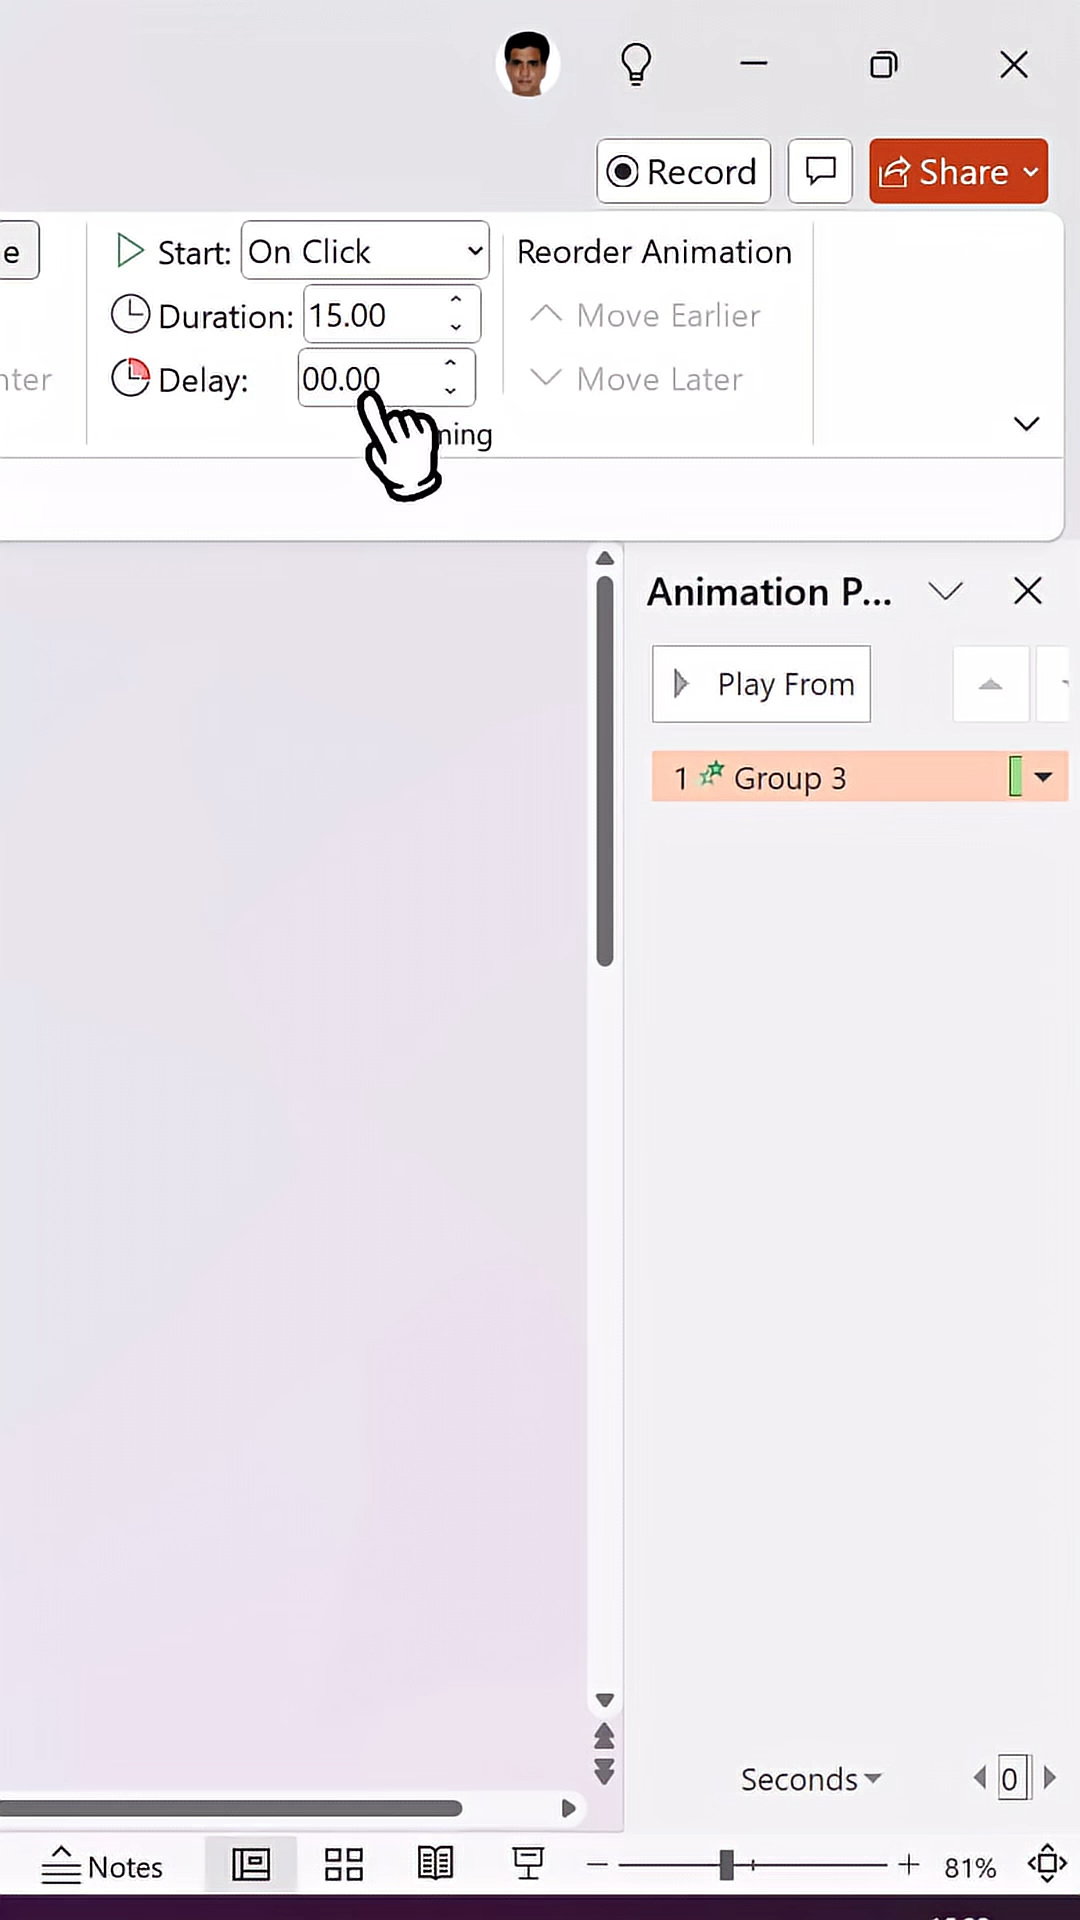 Record
Share
e
Start: On Click
Reorder Animation
Duration: 15.00
Move Earlier
nter
Delay: 00.00
Move Later
ning
Animation P...
Play From
1 Group 3
Seconds
0
Notes
81%